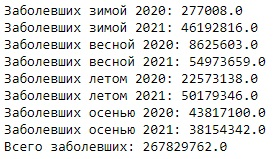 Заболевших зимой 2020: 277008.0
Заболевших зимой 2021: 46192816.0
Заболевших весной 2020: 8625603.0
Заболевших весной 2021: 54973659.0
Заболевших летом 2020: 22573138.0
Заболевших летом 2021: 50179346.0
Заболевших осенью 2020: 43817100.0
Заболевших осенью 2021: 38154342.0
Всего заболевших: 267829762.0